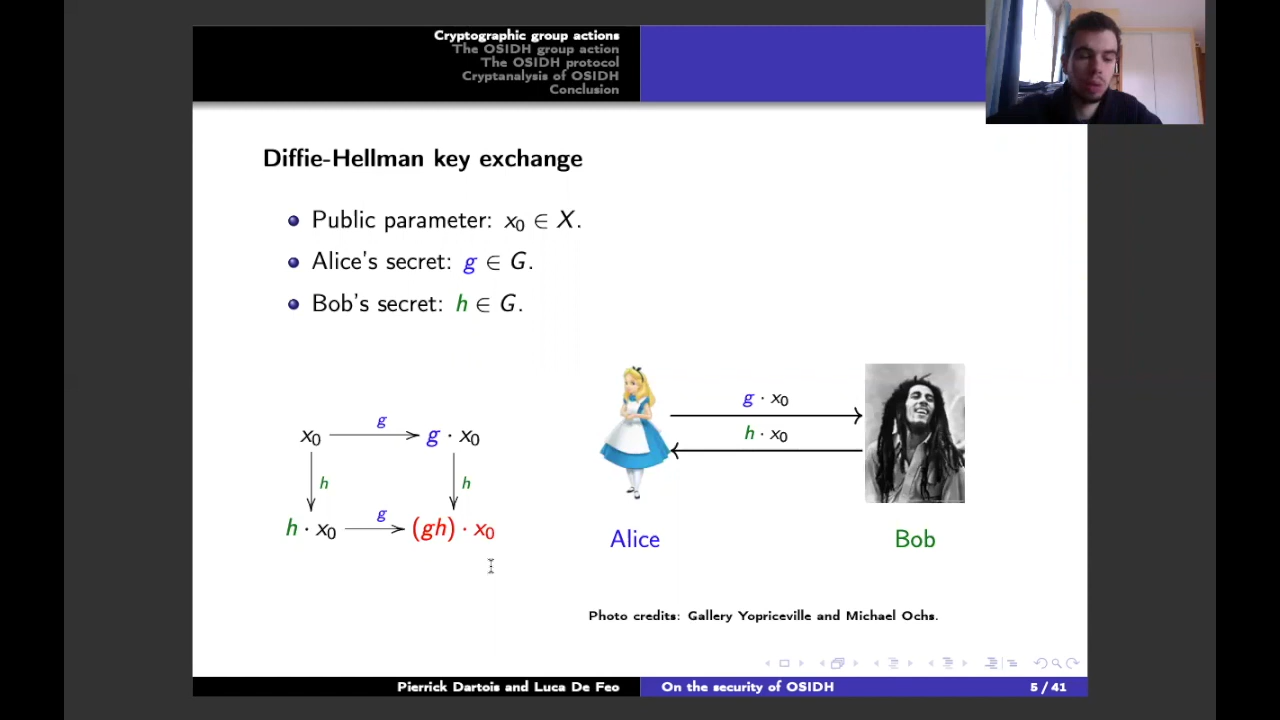 Cryptographic group actions
The OSIDH group action
The OSIDH protocol
Cryptanalysis of OSIDH
Conclusion
Diffie-Hellman key exchange
Public parameter: x₀ ∈ X.
Alice's secret: g ∈ G.
Bob's secret: h ∈ G.
x₀ g g · x₀
h h
h · x₀ g (gh) · x₀
g · x₀
h · x₀
Alice Bob
Photo credits: Gallery Yopriceville and Michael Ochs.
Pierrick Dartois and Luca De Feo On the security of OSIDH 5 / 41